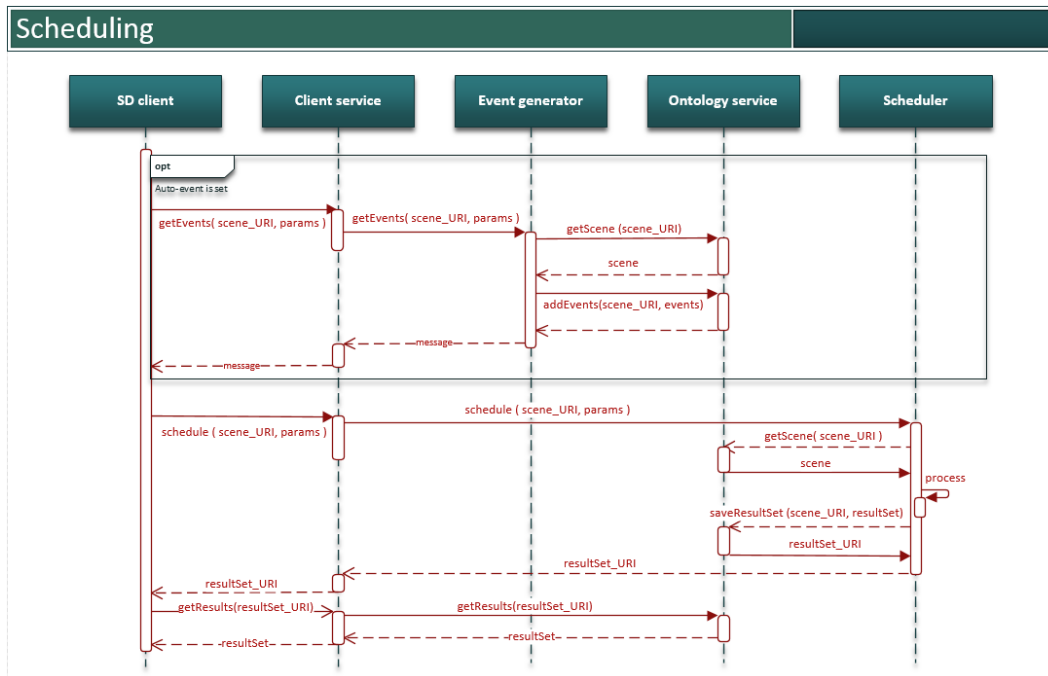 Scheduling
SD client
Client service
Event generator
Ontology service
Scheduler
opt
Auto-event is set
getEvents( scene_URI, params )
getEvents( scene_URI, params )
getScene (scene_URI)
scene
addEvents(scene_URI, events)
message
message
schedule ( scene_URI, params )
schedule ( scene_URI, params )
getScene( scene_URI )
scene
process
saveResultSet (scene_URI, resultSet)
resultSet_URI
resultSet_URI
resultSet_URI
getResults(resultSet_URI)
getResults(resultSet_URI)
resultSet
resultSet